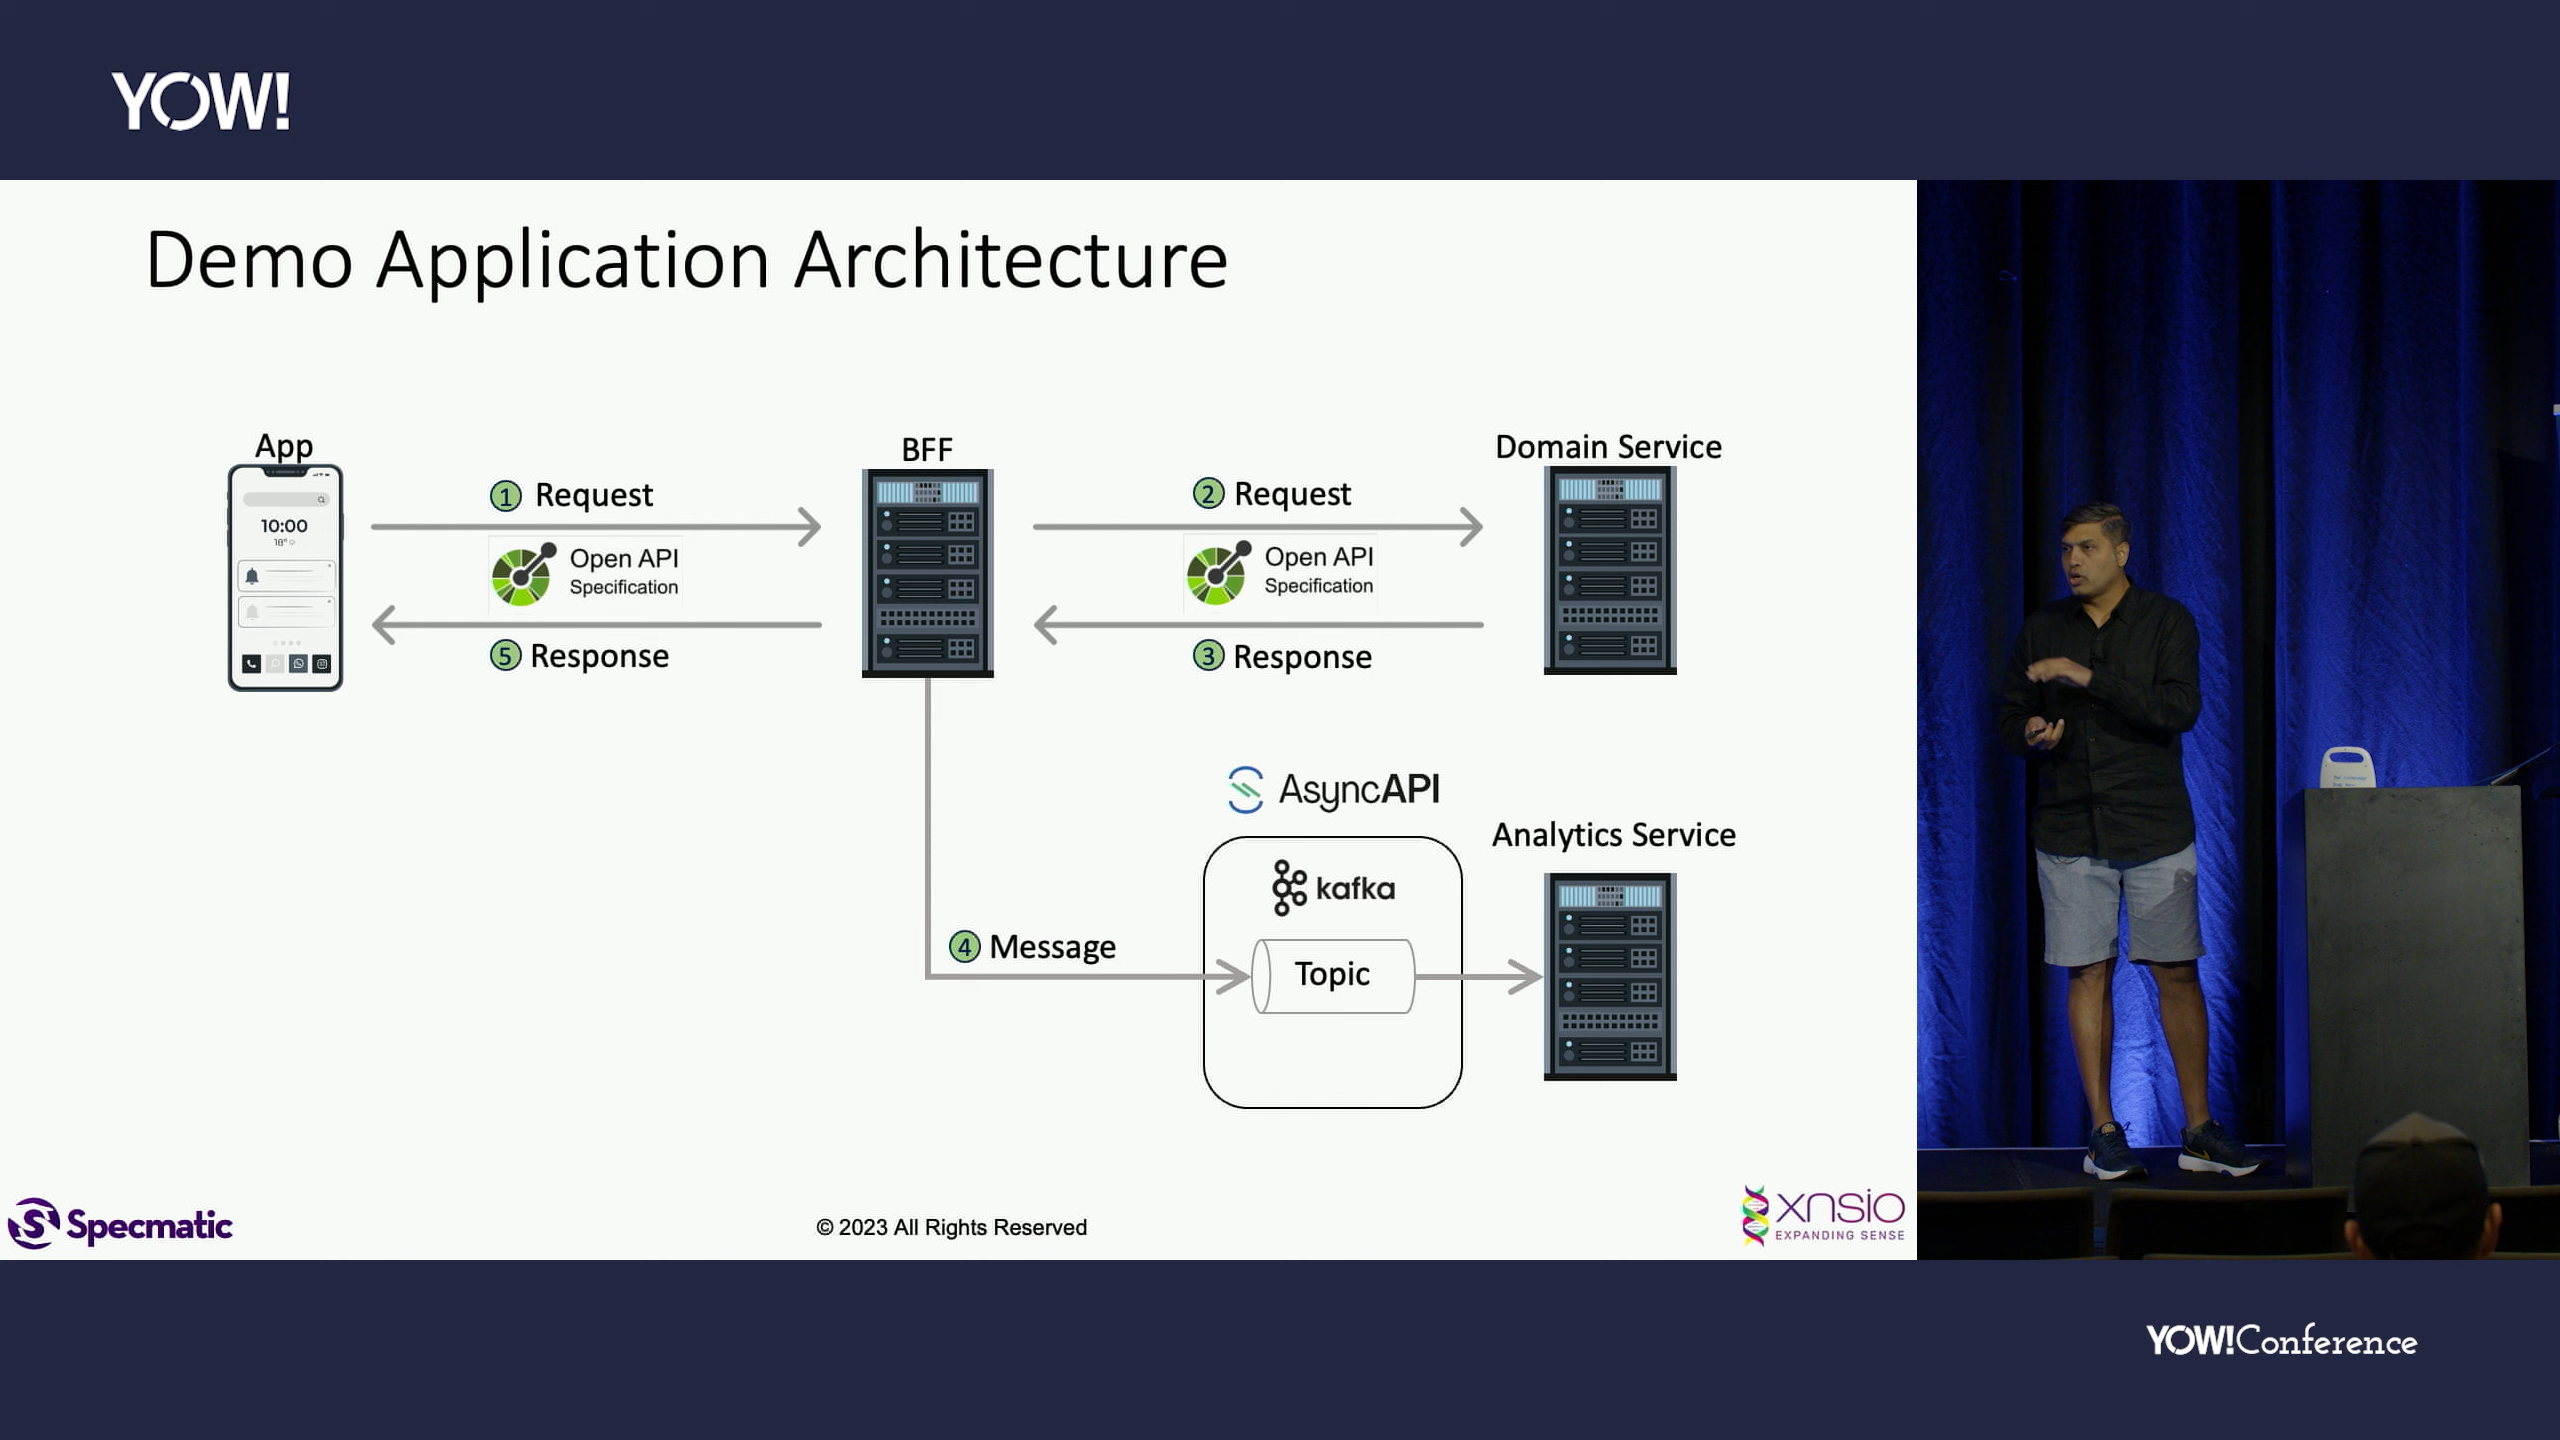 YOW!
Demo Application Architecture
App
BFF
Domain Service
10:00
18°
1 Request
2 Request
Open API
Specification
Open API
Specification
5 Response
3 Response
AsyncAPI
Analytics Service
kafka
4 Message
Topic
Specmatic
© 2023 All Rights Reserved
xnsio
EXPANDING SENSE
YOW!Conference